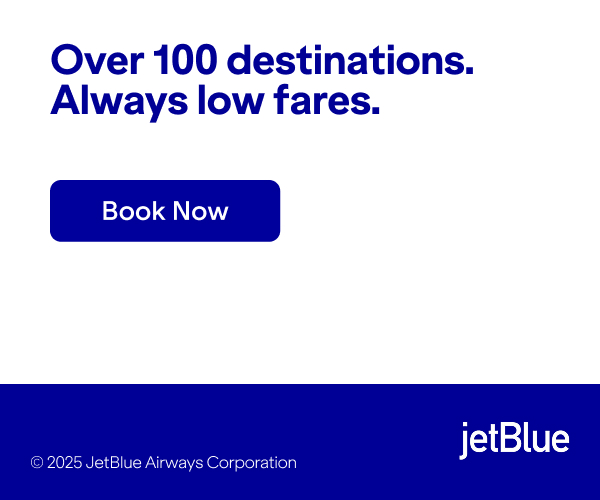 Over 100 destinations.
Always low fares.
Book Now
jetBlue
© 2025 JetBlue Airways Corporation